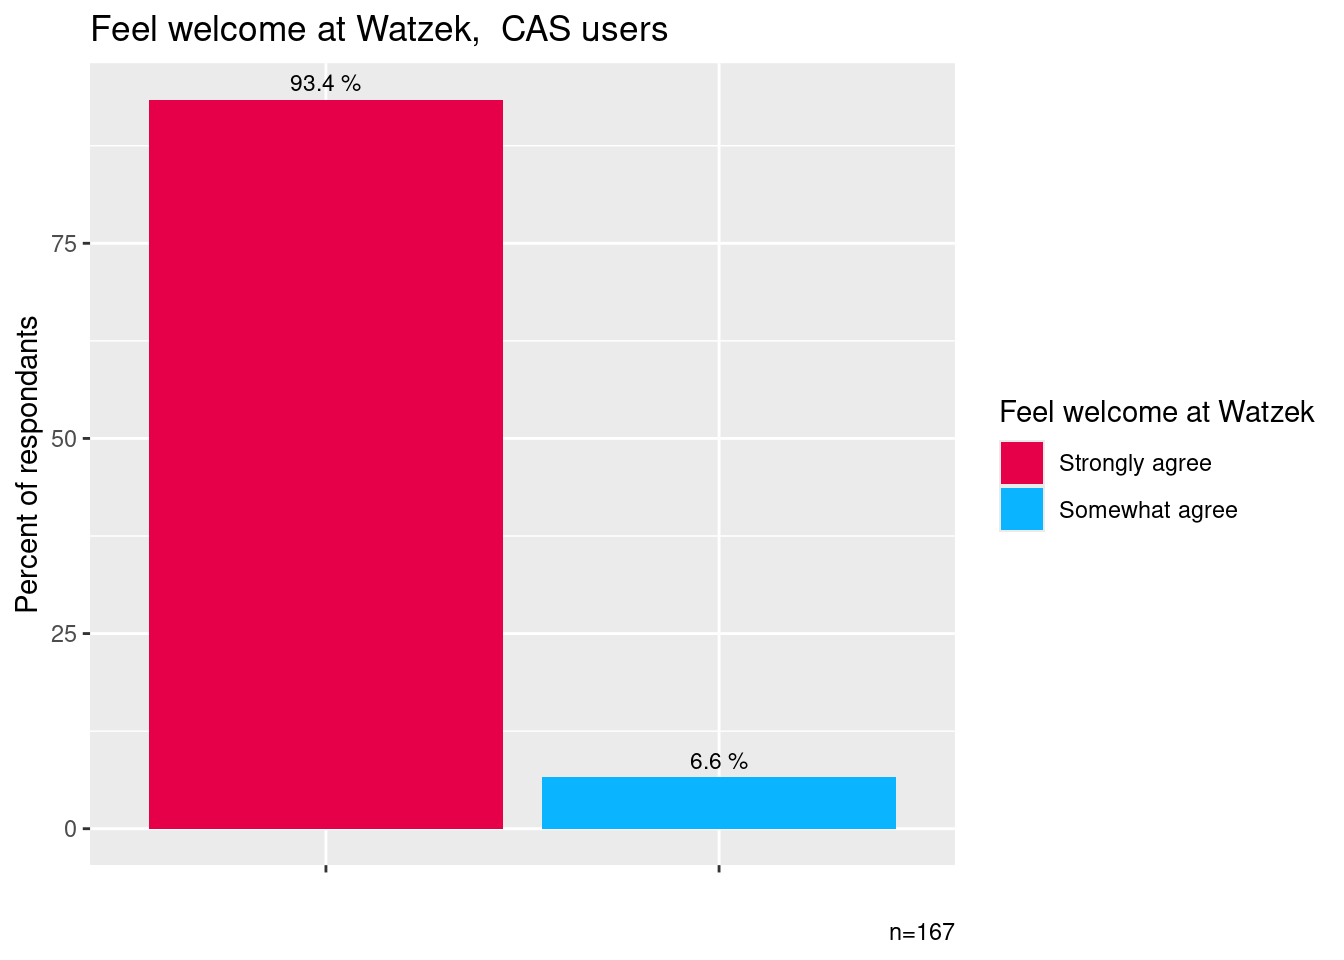 Feel welcome at Watzek,  CAS users
93.4 %
6.6 %
75
50
25
0
Percent of respondants
Feel welcome at Watzek
Strongly agree
Somewhat agree
n=167